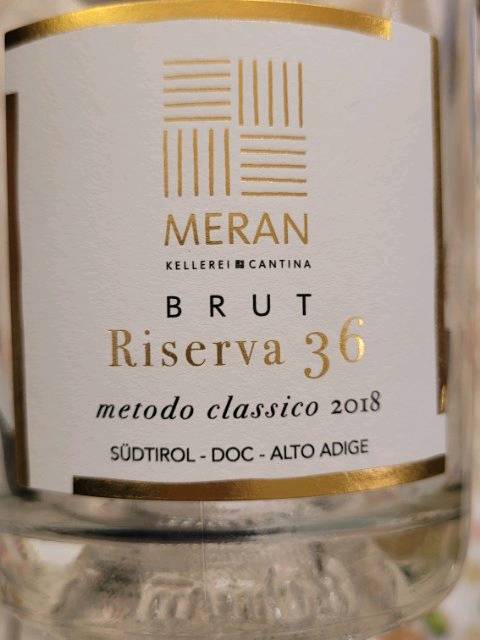 MERAN
KELLEREI CANTINA
BRUT
Riserva 36
metodo classico 2018
SÜDTIROL - DOC - ALTO ADIGE